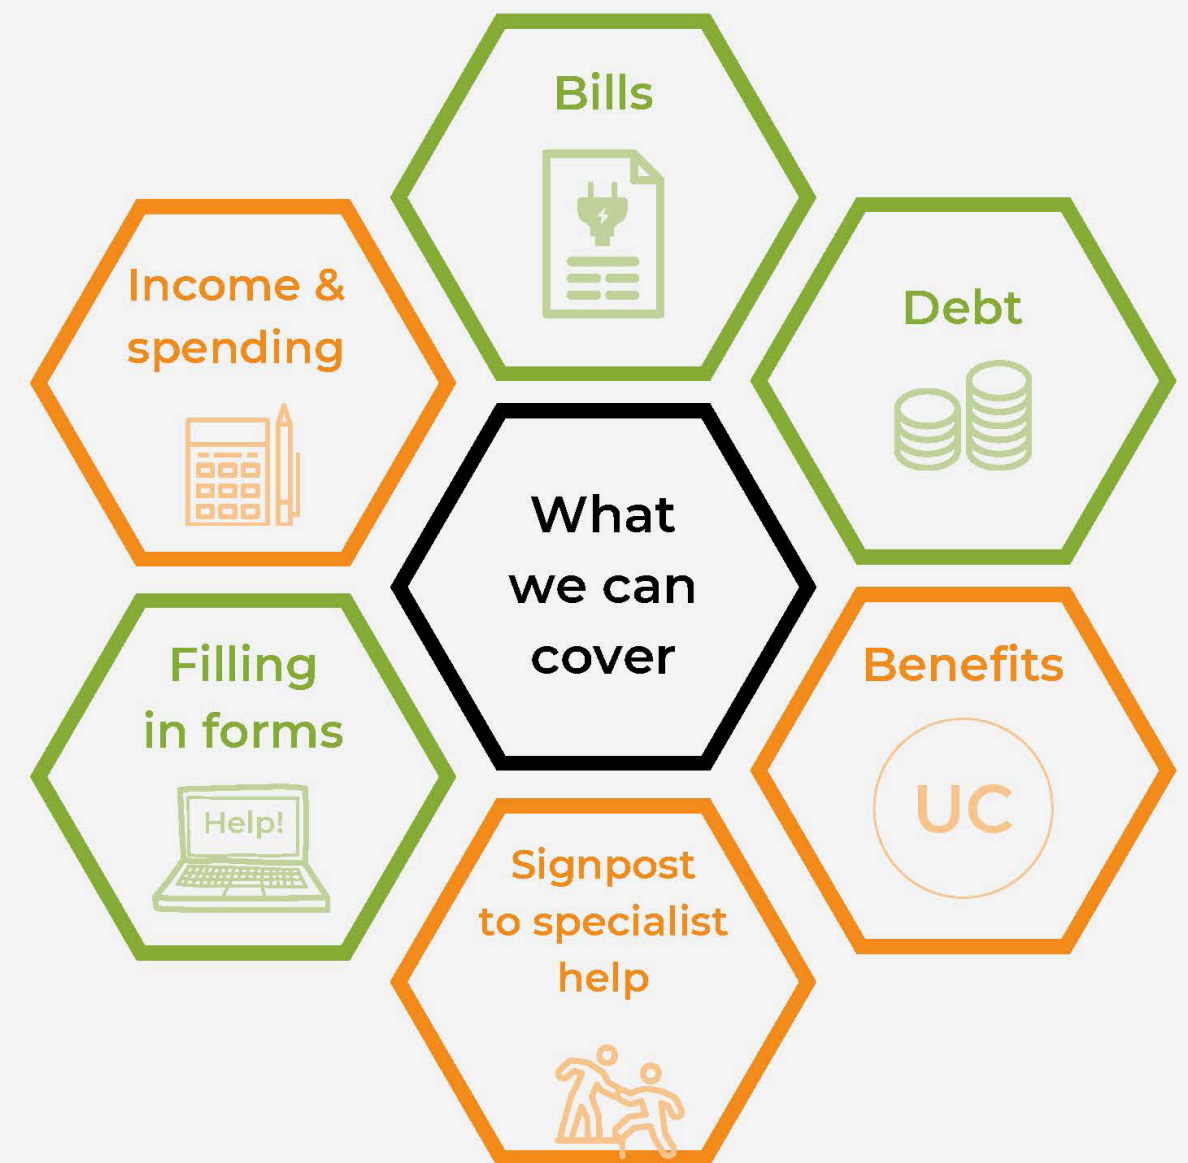 Bills
Income &
spending
Debt
What
we can
cover
Filling
in forms
Help!
Benefits
UC
Signpost
to specialist
help